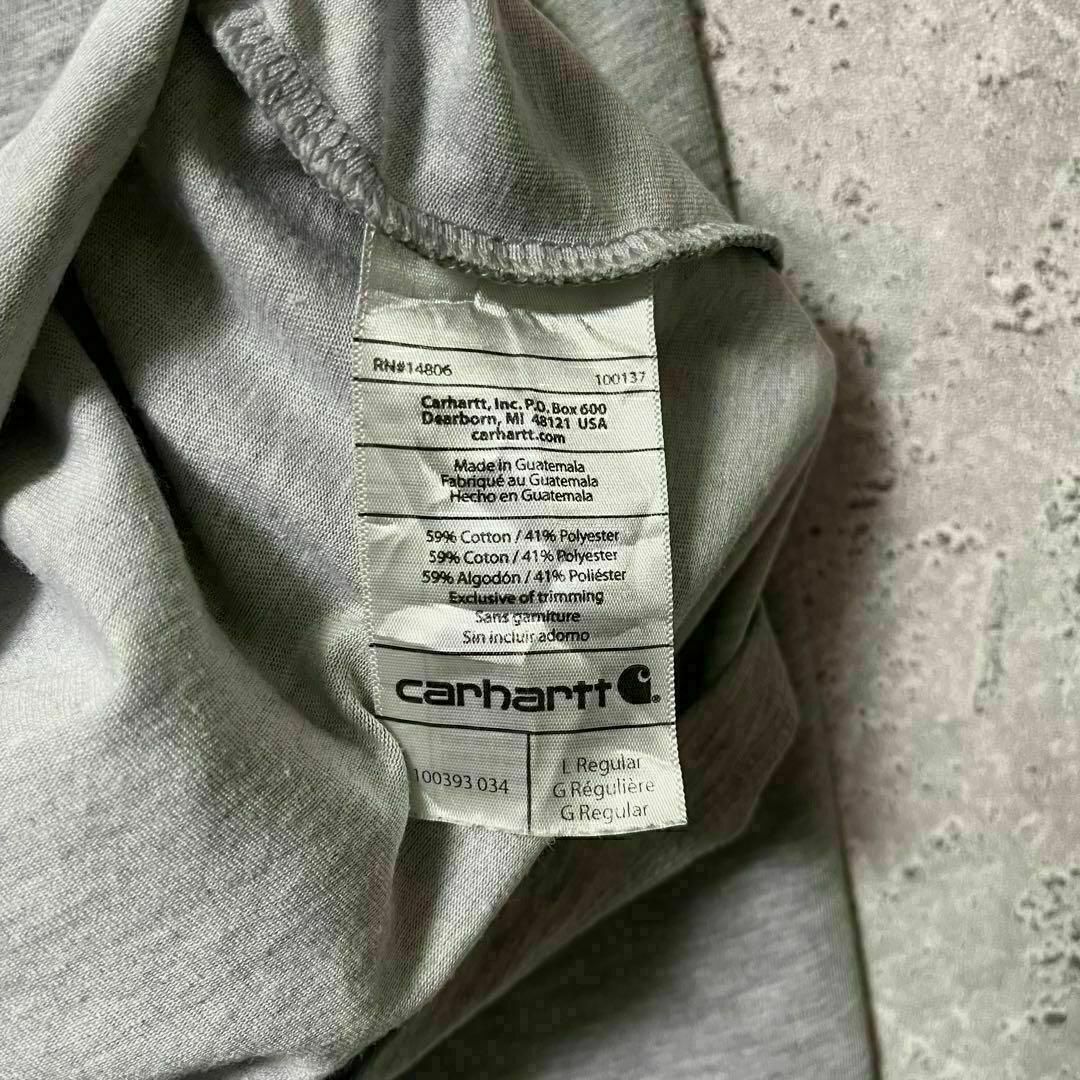 RN#14806 100137
Carhartt, Inc. P.O. Box 600
Dearborn, MI 48121 USA
carhartt.com
Made in Guatemala
Fabriqué au Guatemala
Hecho en Guatemala
59% Cotton / 41% Polyester
59% Coton / 41% Polyester
59% Algodón / 41% Poliéster
Exclusive of trimming
Sans garniture
Sin incluir adorno
carhartt
100393 034
L Regular
G Régulière
G Regular